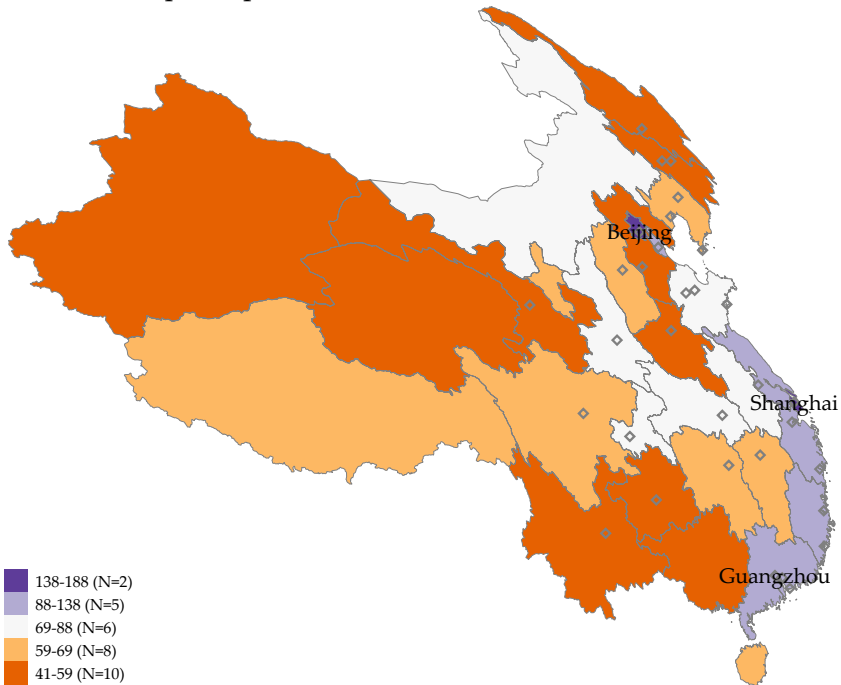 Beijing
Shanghai
Guangzhou
138-188 (N=2)
88-138 (N=5)
69-88 (N=6)
59-69 (N=8)
41-59 (N=10)